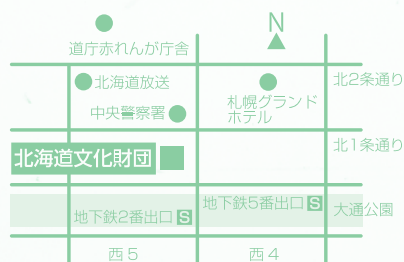 N
道庁赤れんが庁舎
北2条通り
北海道放送
札幌グランド
ホテル
中央警察署
北1条通り
北海道文化財団
地下鉄5番出口 S
大通公園
地下鉄2番出口 S
西5
西4